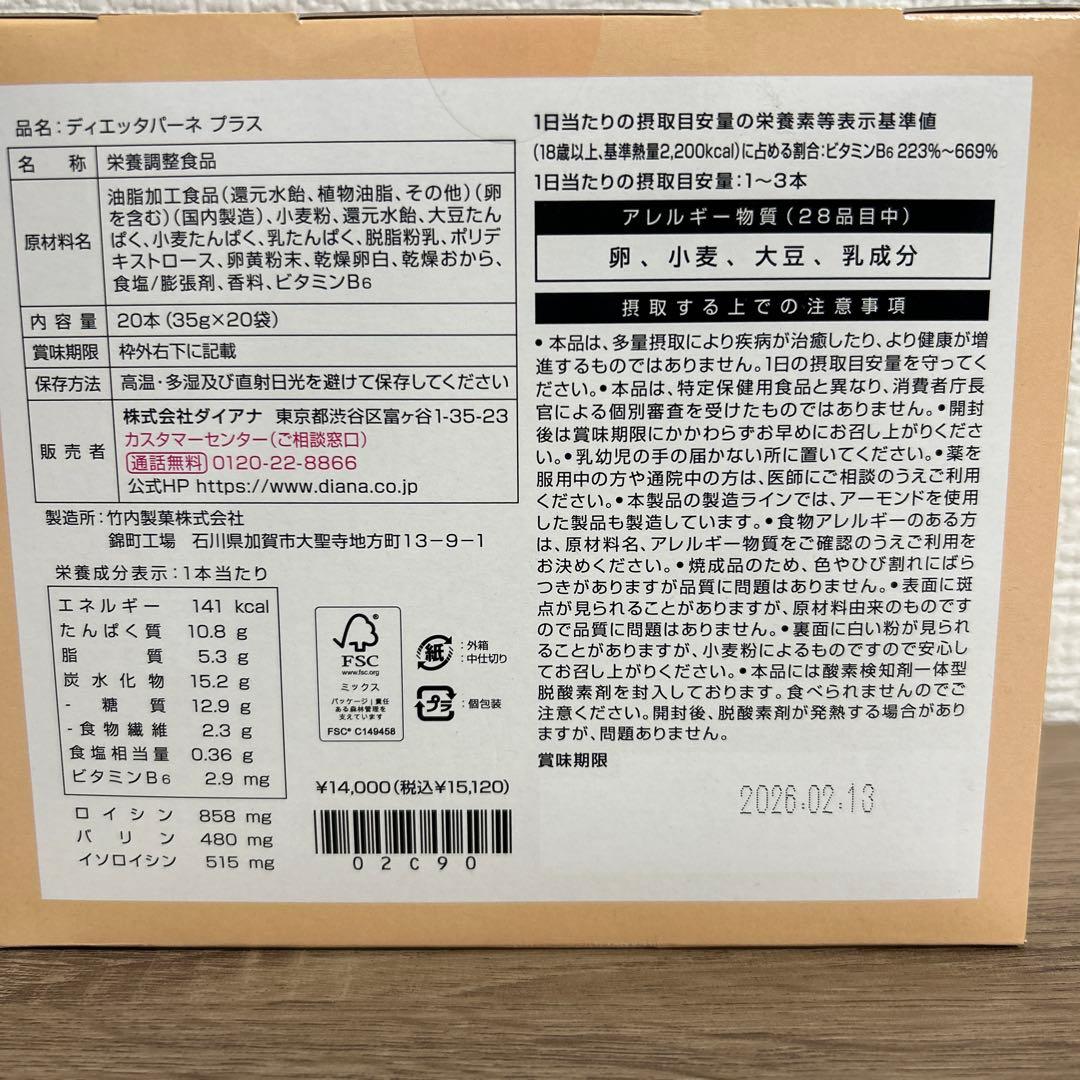 品名：ディエッタパーネ プラス
名　称　栄養調整食品
原材料名　油脂加工食品（還元水飴、植物油脂、その他）（卵
を含む）（国内製造）、小麦粉、還元水飴、大豆たん
ぱく、小麦たんぱく、乳たんぱく、脱脂粉乳、ポリデ
キストロース、卵黄粉末、乾燥卵白、乾燥おから、
食塩/膨張剤、香料、ビタミンB6
内容量　20本（35g×20袋）
賞味期限　枠外右下に記載
保存方法　高温・多湿及び直射日光を避けて保存してください
販売者　株式会社ダイアナ　東京都渋谷区富ヶ谷1-35-23
カスタマーセンター（ご相談窓口）
通話無料 0120-22-8866
公式HP https://www.diana.co.jp
製造所：竹内製菓株式会社
錦町工場　石川県加賀市大聖寺地方町13-9-1
栄養成分表示：1本当たり
エネルギー　141 kcal
たんぱく質　10.8 g
脂　質　5.3 g
炭水化物　15.2 g
- 糖質　12.9 g
- 食物繊維　2.3 g
食塩相当量　0.36 g
ビタミンB6　2.9 mg
ロイシン　858 mg
バリン　480 mg
イソロイシン　515 mg
FSC
www.fsc.org
ミックス
パッケージ｜責任
ある森林管理を
支えています
FSC® C149458
紙：外箱
：中仕切り
プラ：個包装
¥14,000（税込¥15,120）
02C90
1日当たりの摂取目安量の栄養素等表示基準値
（18歳以上、基準熱量2,200kcal）に占める割合：ビタミンB6 223%～669%
1日当たりの摂取目安量：1～3本
アレルギー物質（28品目中）
卵、小麦、大豆、乳成分
摂取する上での注意事項
•本品は、多量摂取により疾病が治癒したり、より健康が増
進するものではありません。1日の摂取目安量を守ってく
ださい。•本品は、特定保健用食品と異なり、消費者庁長
官による個別審査を受けたものではありません。•開封
後は賞味期限にかかわらずお早めにお召し上がりくださ
い。•乳幼児の手の届かない所に置いてください。•薬を
服用中の方や通院中の方は、医師にご相談のうえご利用
ください。•本製品の製造ラインでは、アーモンドを使用
した製品も製造しています。•食物アレルギーのある方
は、原材料名、アレルギー物質をご確認のうえご利用を
お決めください。•焼成品のため、色やひび割れにばら
つきがありますが品質に問題はありません。•表面に斑
点が見られることがありますが、原材料由来のものです
ので品質に問題はありません。•裏面に白い粉が見られ
ることがありますが、小麦粉によるものですので安心し
てお召し上がりください。•本品には酸素検知剤一体型
脱酸素剤を封入しております。食べられませんのでご
注意ください。開封後、脱酸素剤が発熱する場合があり
ますが、問題ありません。
賞味期限
2026.02.13